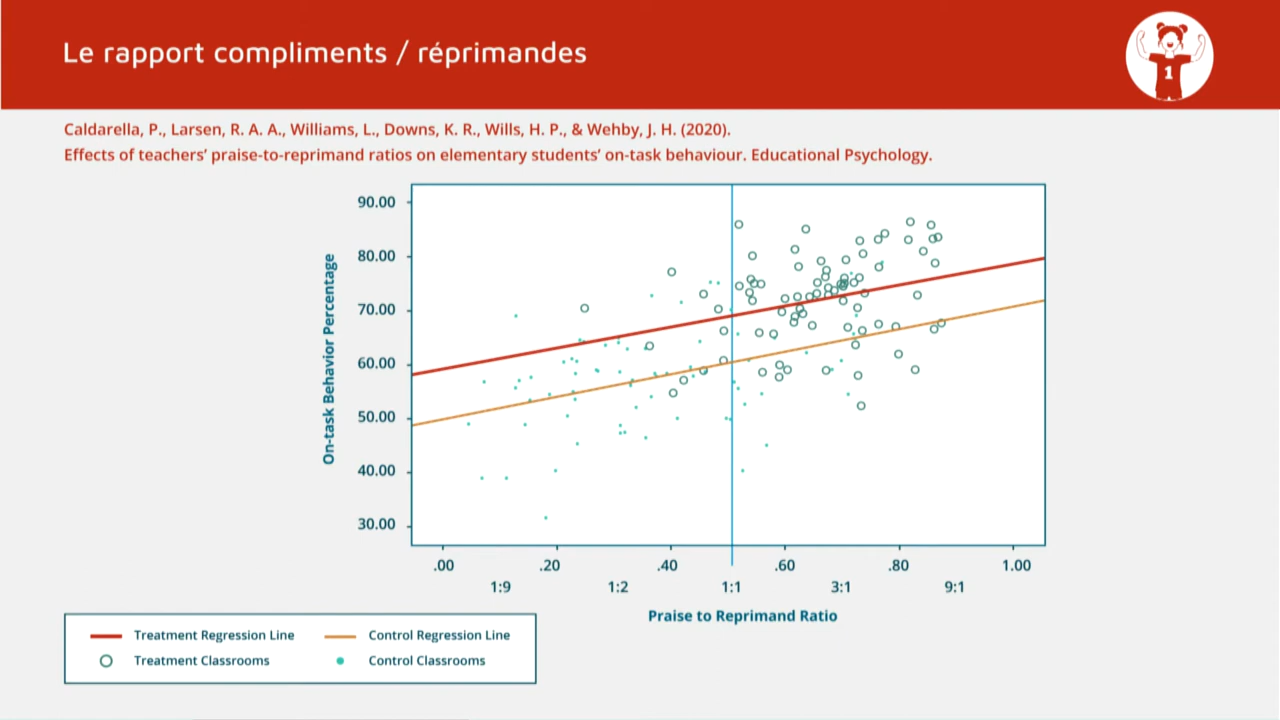 Le rapport compliments / réprimandes
1
Caldarella, P., Larsen, R. A. A., Williams, L., Downs, K. R., Wills, H. P., & Wehby, J. H. (2020).
Effects of teachers’ praise-to-reprimand ratios on elementary students’ on-task behaviour. Educational Psychology.
On-task Behavior Percentage
90.00
80.00
70.00
60.00
50.00
40.00
30.00
.00 .20 .40 .60 .80 1.00
1:9 1:2 1:1 3:1 9:1
Praise to Reprimand Ratio
Treatment Regression Line Control Regression Line
Treatment Classrooms Control Classrooms